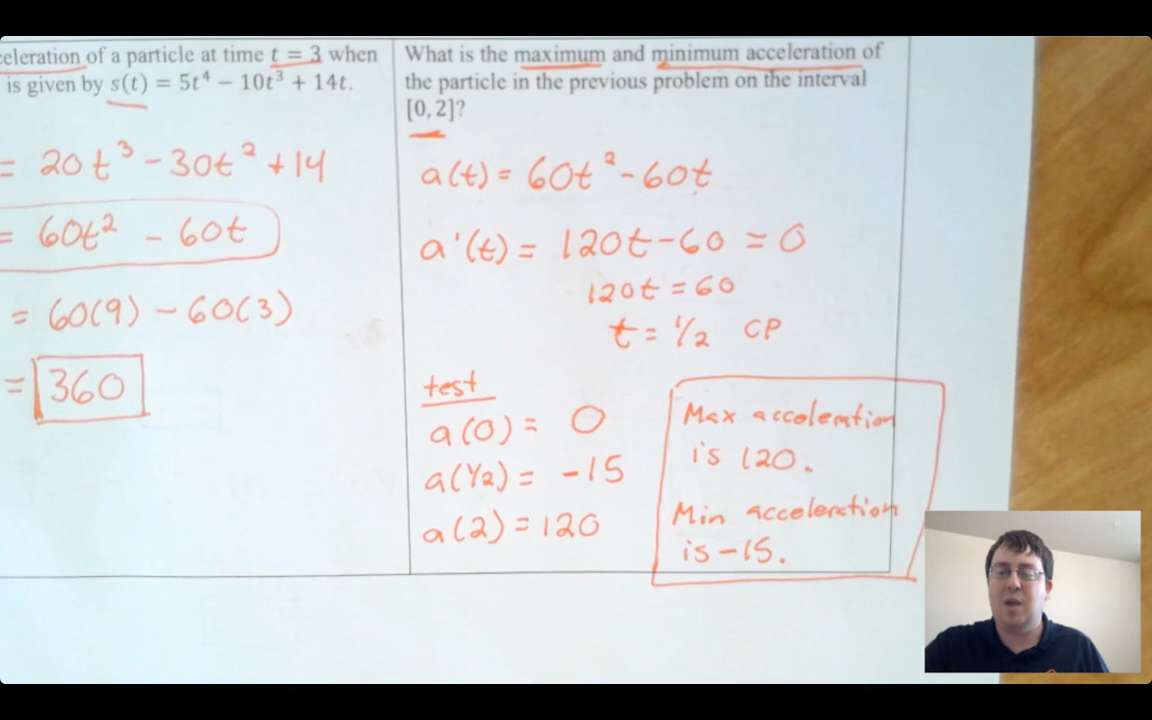 eleration of a particle at time t = 3 when
is given by s(t) = 5t⁴ − 10t³ + 14t.
= 20t³ - 30t² + 14
= 60t² - 60t
= 60(9) - 60(3)
= 360
What is the maximum and minimum acceleration of
the particle in the previous problem on the interval
[0, 2]?
a(t) = 60t² - 60t
a'(t) = 120t - 60 = 0
120t = 60
t = 1/2 CP
test
a(0) = 0
a(1/2) = -15
a(2) = 120
Max acceleration
is 120.
Min acceleration
is -15.